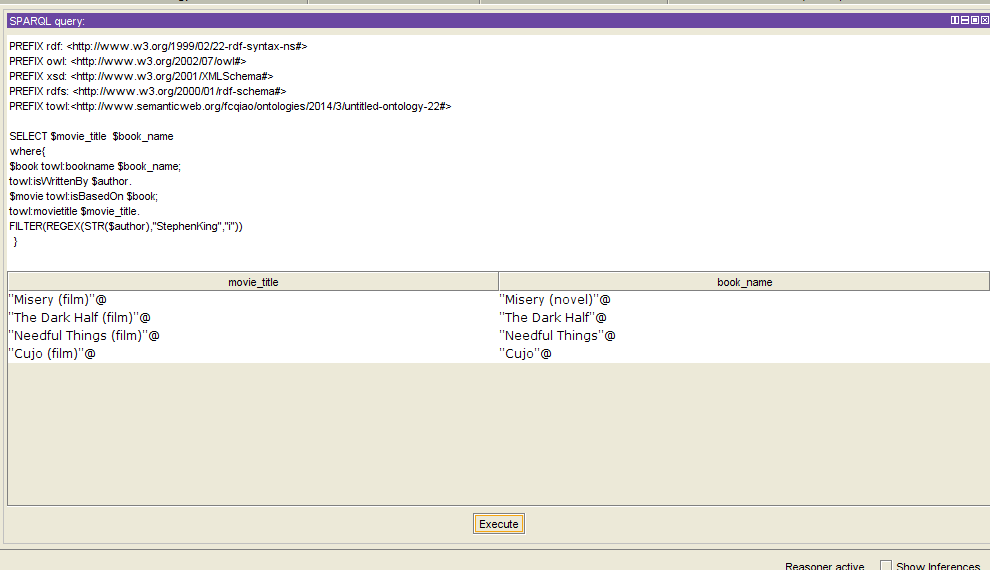 SPARQL query:
PREFIX rdf: <http://www.w3.org/1999/02/22-rdf-syntax-ns#>
PREFIX owl: <http://www.w3.org/2002/07/owl#>
PREFIX xsd: <http://www.w3.org/2001/XMLSchema#>
PREFIX rdfs: <http://www.w3.org/2000/01/rdf-schema#>
PREFIX towl:<http://www.semanticweb.org/fcqiao/ontologies/2014/3/untitled-ontology-22#>
SELECT $movie_title $book_name
where{
$book towl:bookname $book_name;
towl:isWrittenBy $author.
$movie towl:isBasedOn $book;
towl:movietitle $movie_title.
FILTER(REGEX(STR($author),"StephenKing","i"))
}
movie_title book_name
"Misery (film)"@ "Misery (novel)"@
"The Dark Half (film)"@ "The Dark Half"@
"Needful Things (film)"@ "Needful Things"@
"Cujo (film)"@ "Cujo"@
Execute
Reasoner active Show Inferences